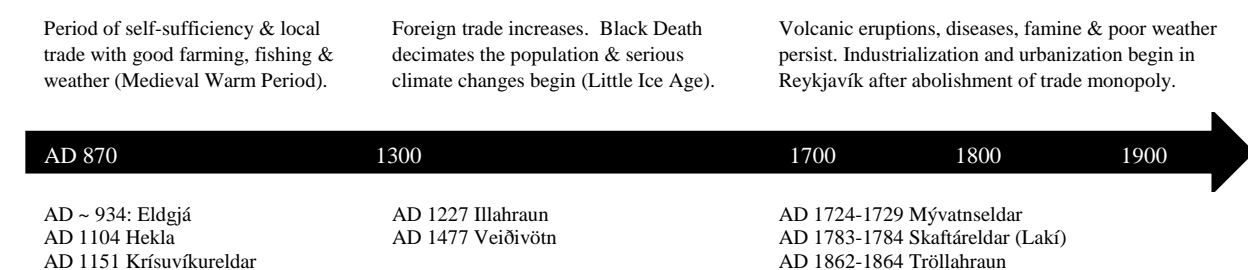 Period of self-sufficiency & local
trade with good farming, fishing &
weather (Medieval Warm Period).
Foreign trade increases.  Black Death
decimates the population & serious
climate changes begin (Little Ice Age).
Volcanic eruptions, diseases, famine & poor weather
persist. Industrialization and urbanization begin in
Reykjavík after abolishment of trade monopoly.
AD 870
1300
1700
1800
1900
AD ~ 934: Eldgjá
AD 1104 Hekla
AD 1151 Krísuvíkureldar
AD 1227 Illahraun
AD 1477 Veiðivötn
AD 1724-1729 Mývatnseldar
AD 1783-1784 Skaftáreldar (Lakí)
AD 1862-1864 Tröllahraun